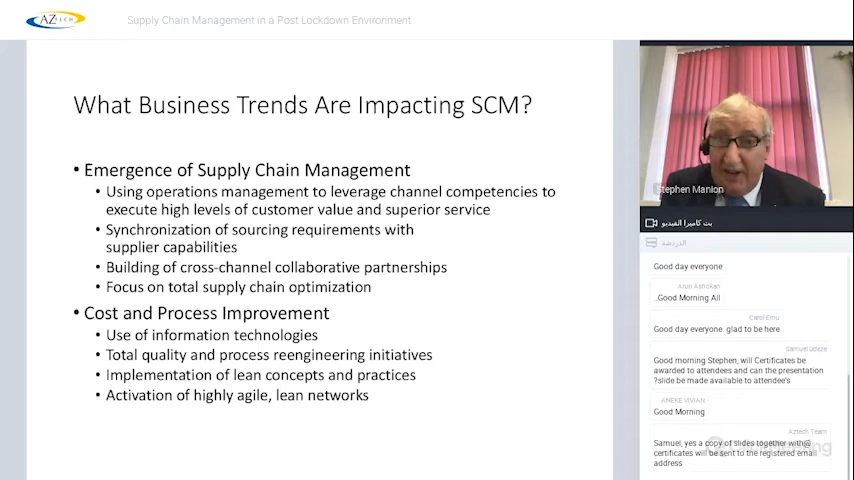 AZTECH
Supply Chain Management in a Post Lockdown Environment
What Business Trends Are Impacting SCM?
• Emergence of Supply Chain Management
• Using operations management to leverage channel competencies to
execute high levels of customer value and superior service
• Synchronization of sourcing requirements with
supplier capabilities
• Building of cross-channel collaborative partnerships
• Focus on total supply chain optimization
• Cost and Process Improvement
• Use of information technologies
• Total quality and process reengineering initiatives
• Implementation of lean concepts and practices
• Activation of highly agile, lean networks
Stephen Manion
بث كاميرا الفيديو
الدردشة
Good day everyone
Arun Ashokan
..Good Morning All
Carol Emu
Good day everyone. glad to be here
Samuel Udeze
Good morning Stephen, will Certificates be
awarded to attendees and can the presentation
?slide be made available to attendee's
ANEKE VIVIAN
Good Morning
Aztech Team
Samuel, yes a copy of slides together with@
certificates will be sent to the registered email
address